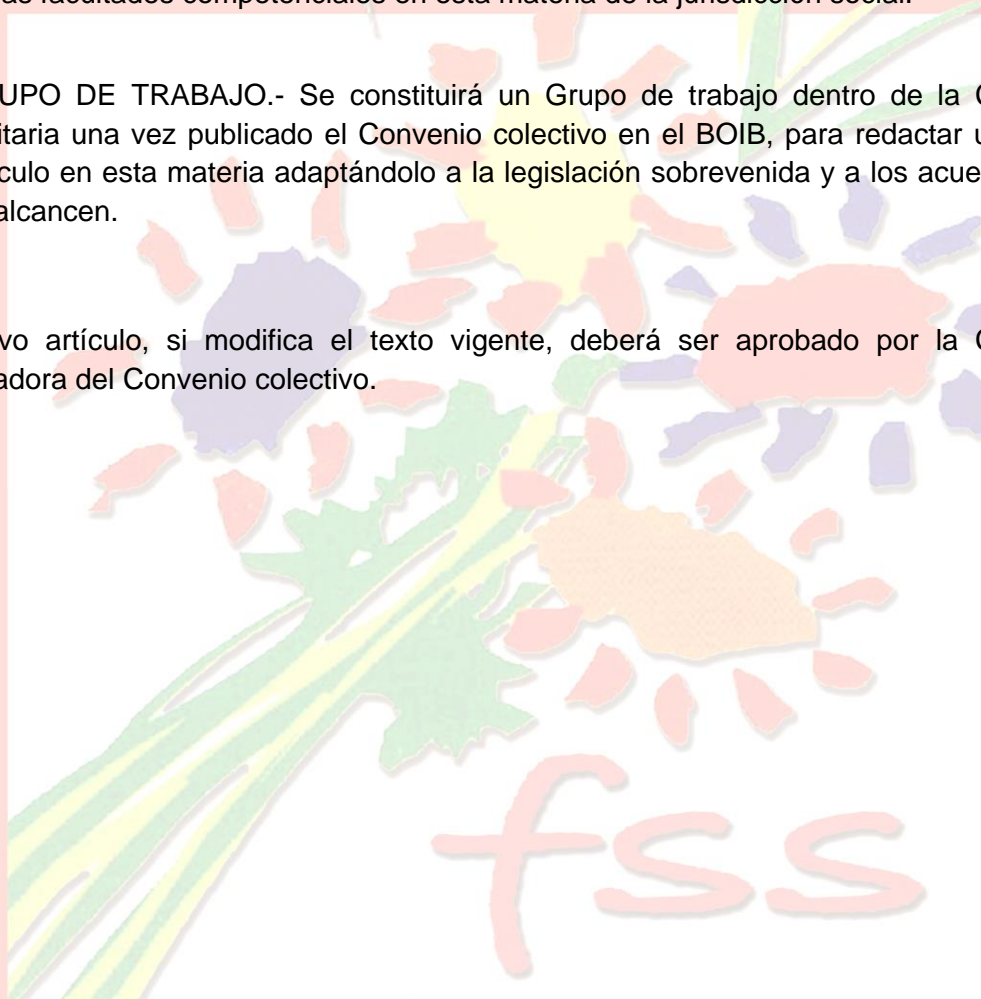 as facultades competenciales en esta materia de la jurisdicción social.
UPO DE TRABAJO.- Se constituirá un Grupo de trabajo dentro de la C
itaria una vez publicado el Convenio colectivo en el BOIB, para redactar u
culo en esta materia adaptándolo a la legislación sobrevenida y a los acue
alcancen.
vo artículo, si modifica el texto vigente, deberá ser aprobado por la C
adora del Convenio colectivo.
fss